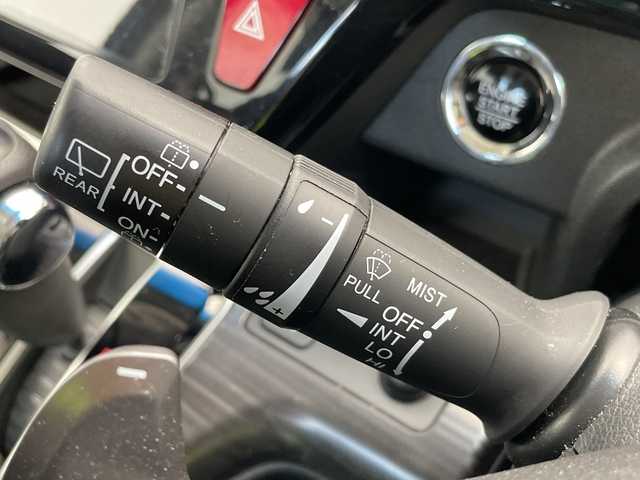 ENGINE
START
STOP
REAR
OFF
INT
ON
-
+
PULL
MIST
OFF
INT
LO
HI